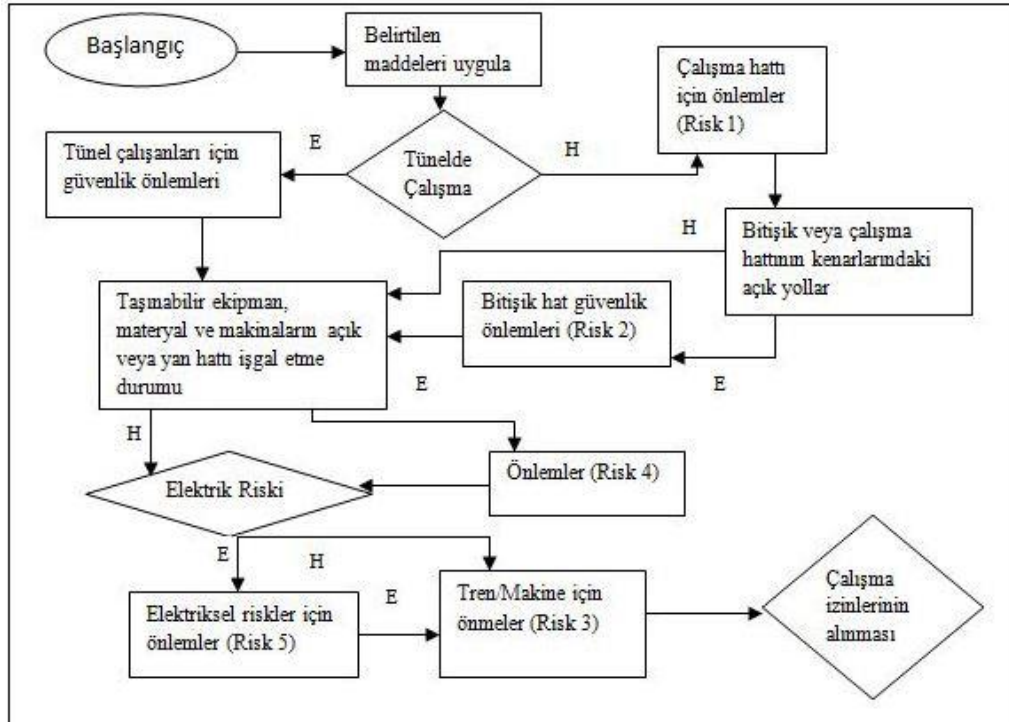 Başlangıç
Belirtilen
maddeleri uygula
Çalışma hattı
için önlemler
(Risk 1)
E
H
Tünel çalışanları için
güvenlik önlemleri
Tünelde
Çalışma
H
Bitişik veya çalışma
hattının kenarlarındaki
açık yollar
Taşınabilir ekipman,
materyal ve makinaların açık
veya yan hattı işgal etme
durumu
Bitişik hat güvenlik
önlemleri (Risk 2)
E
E
H
Elektrik Riski
Önlemler (Risk 4)
E
H
Elektriksel riskler için
önlemler (Risk 5)
E
Tren/Makine için
önmeler (Risk 3)
Çalışma
izinlerinin
alınması